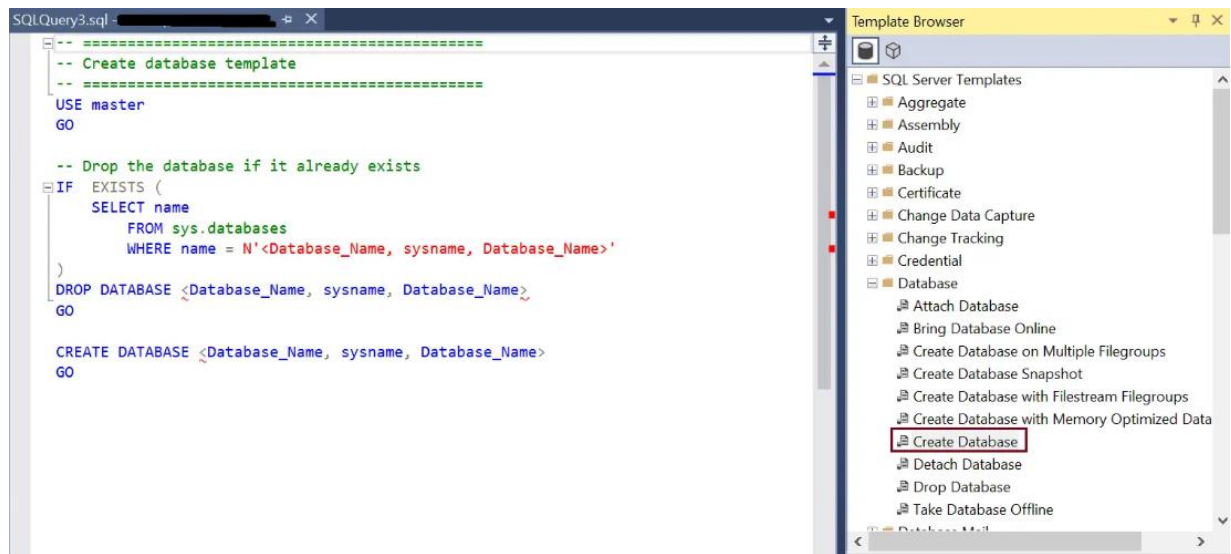 SQLQuery3.sql -
-- =============================================
-- Create database template
-- =============================================
USE master
GO
-- Drop the database if it already exists
IF  EXISTS (
SELECT name
FROM sys.databases
WHERE name = N'<Database_Name, sysname, Database_Name>'
)
DROP DATABASE <Database_Name, sysname, Database_Name>
GO
CREATE DATABASE <Database_Name, sysname, Database_Name>
GO
Template Browser
SQL Server Templates
Aggregate
Assembly
Audit
Backup
Certificate
Change Data Capture
Change Tracking
Credential
Database
Attach Database
Bring Database Online
Create Database on Multiple Filegroups
Create Database Snapshot
Create Database with Filestream Filegroups
Create Database with Memory Optimized Data
Create Database
Detach Database
Drop Database
Take Database Offline
Database Mail